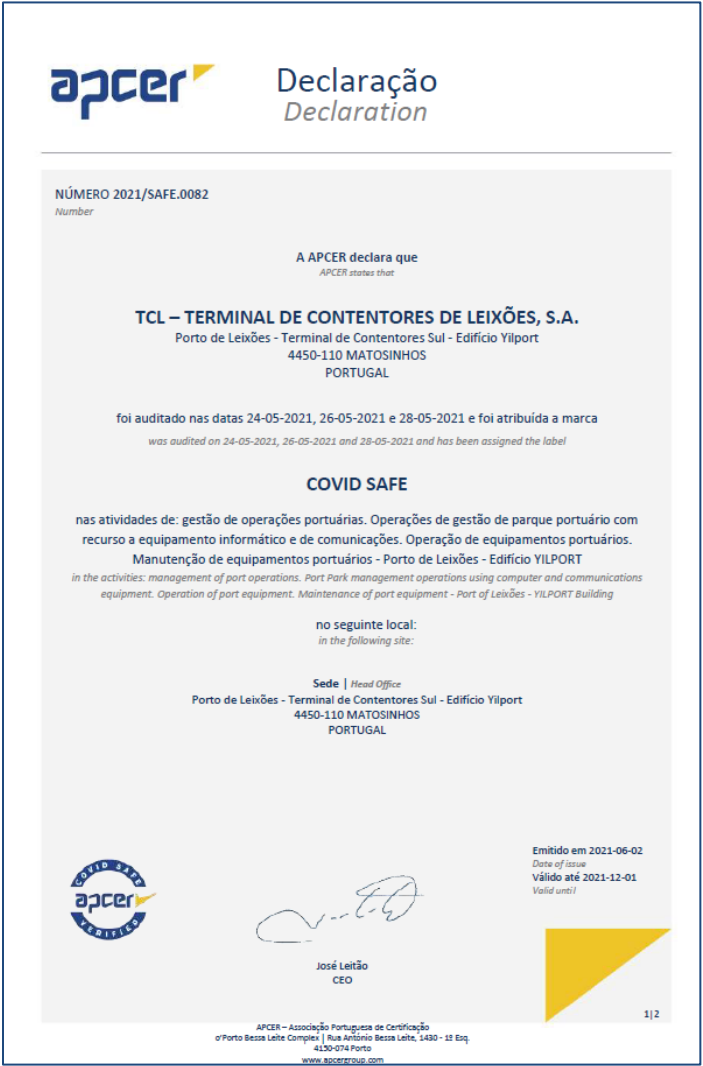 apcer
Declaração
Declaration
NÚMERO 2021/SAFE.0082
Number
A APCER declara que
APCER states that
TCL – TERMINAL DE CONTENTORES DE LEIXÕES, S.A.
Porto de Leixões - Terminal de Contentores Sul - Edifício Yilport
4450-110 MATOSINHOS
PORTUGAL
foi auditado nas datas 24-05-2021, 26-05-2021 e 28-05-2021 e foi atribuída a marca
was audited on 24-05-2021, 26-05-2021 and 28-05-2021 and has been assigned the label
COVID SAFE
nas atividades de: gestão de operações portuárias. Operações de gestão de parque portuário com
recurso a equipamento informático e de comunicações. Operação de equipamentos portuários.
Manutenção de equipamentos portuários - Porto de Leixões - Edifício YILPORT
in the activities: management of port operations. Port Park management operations using computer and communications
equipment. Operation of port equipment. Maintenance of port equipment - Port of Leixões - YILPORT Building
no seguinte local:
in the following site:
Sede | Head Office
Porto de Leixões - Terminal de Contentores Sul - Edifício Yilport
4450-110 MATOSINHOS
PORTUGAL
Emitido em 2021-06-02
Date of issue
Válido até 2021-12-01
Valid until
COVID SAFE
apcer
VERIFIED
José Leitão
CEO
1|2
APCER – Associação Portuguesa de Certificação
O'Porto Bessa Leite Complex | Rua António Bessa Leite, 1430 - 1º Esq.
4150-074 Porto
www.apcergroup.com